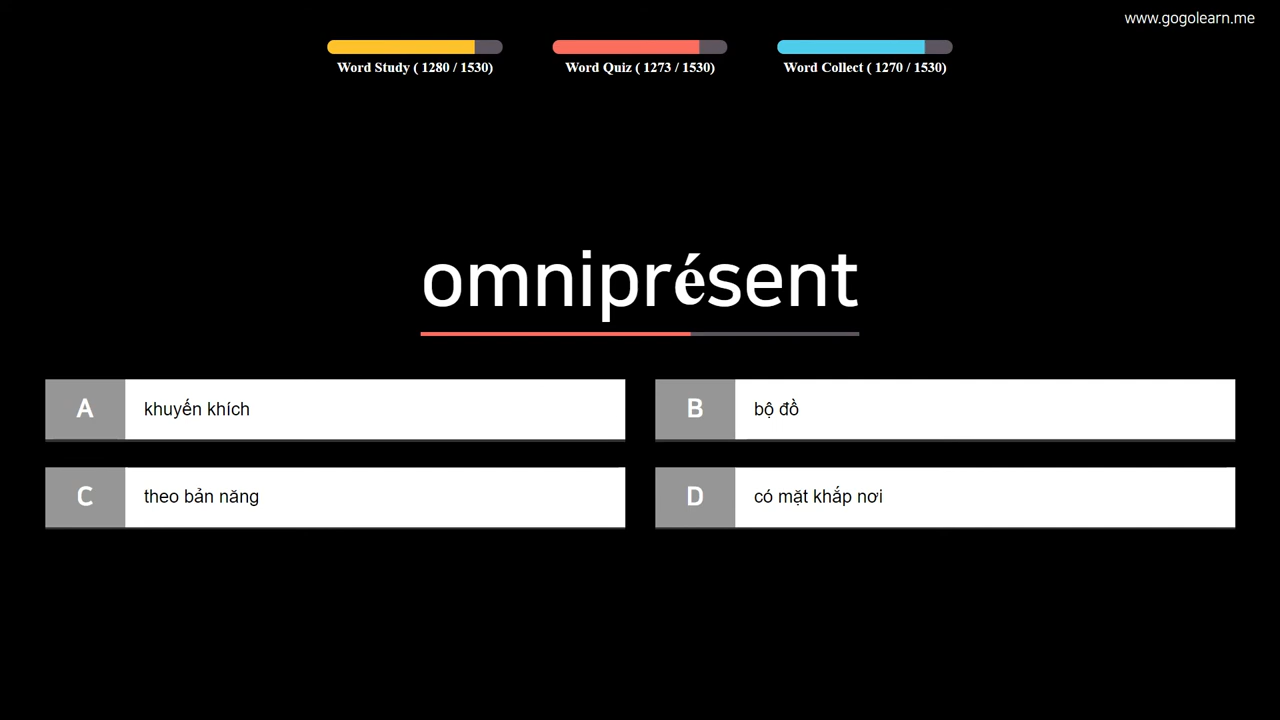 www.gogolearn.me
Word Study ( 1280 / 1530)
Word Quiz ( 1273 / 1530)
Word Collect ( 1270 / 1530)
omniprésent
A khuyến khích
B bộ đồ
C theo bản năng
D có mặt khắp nơi